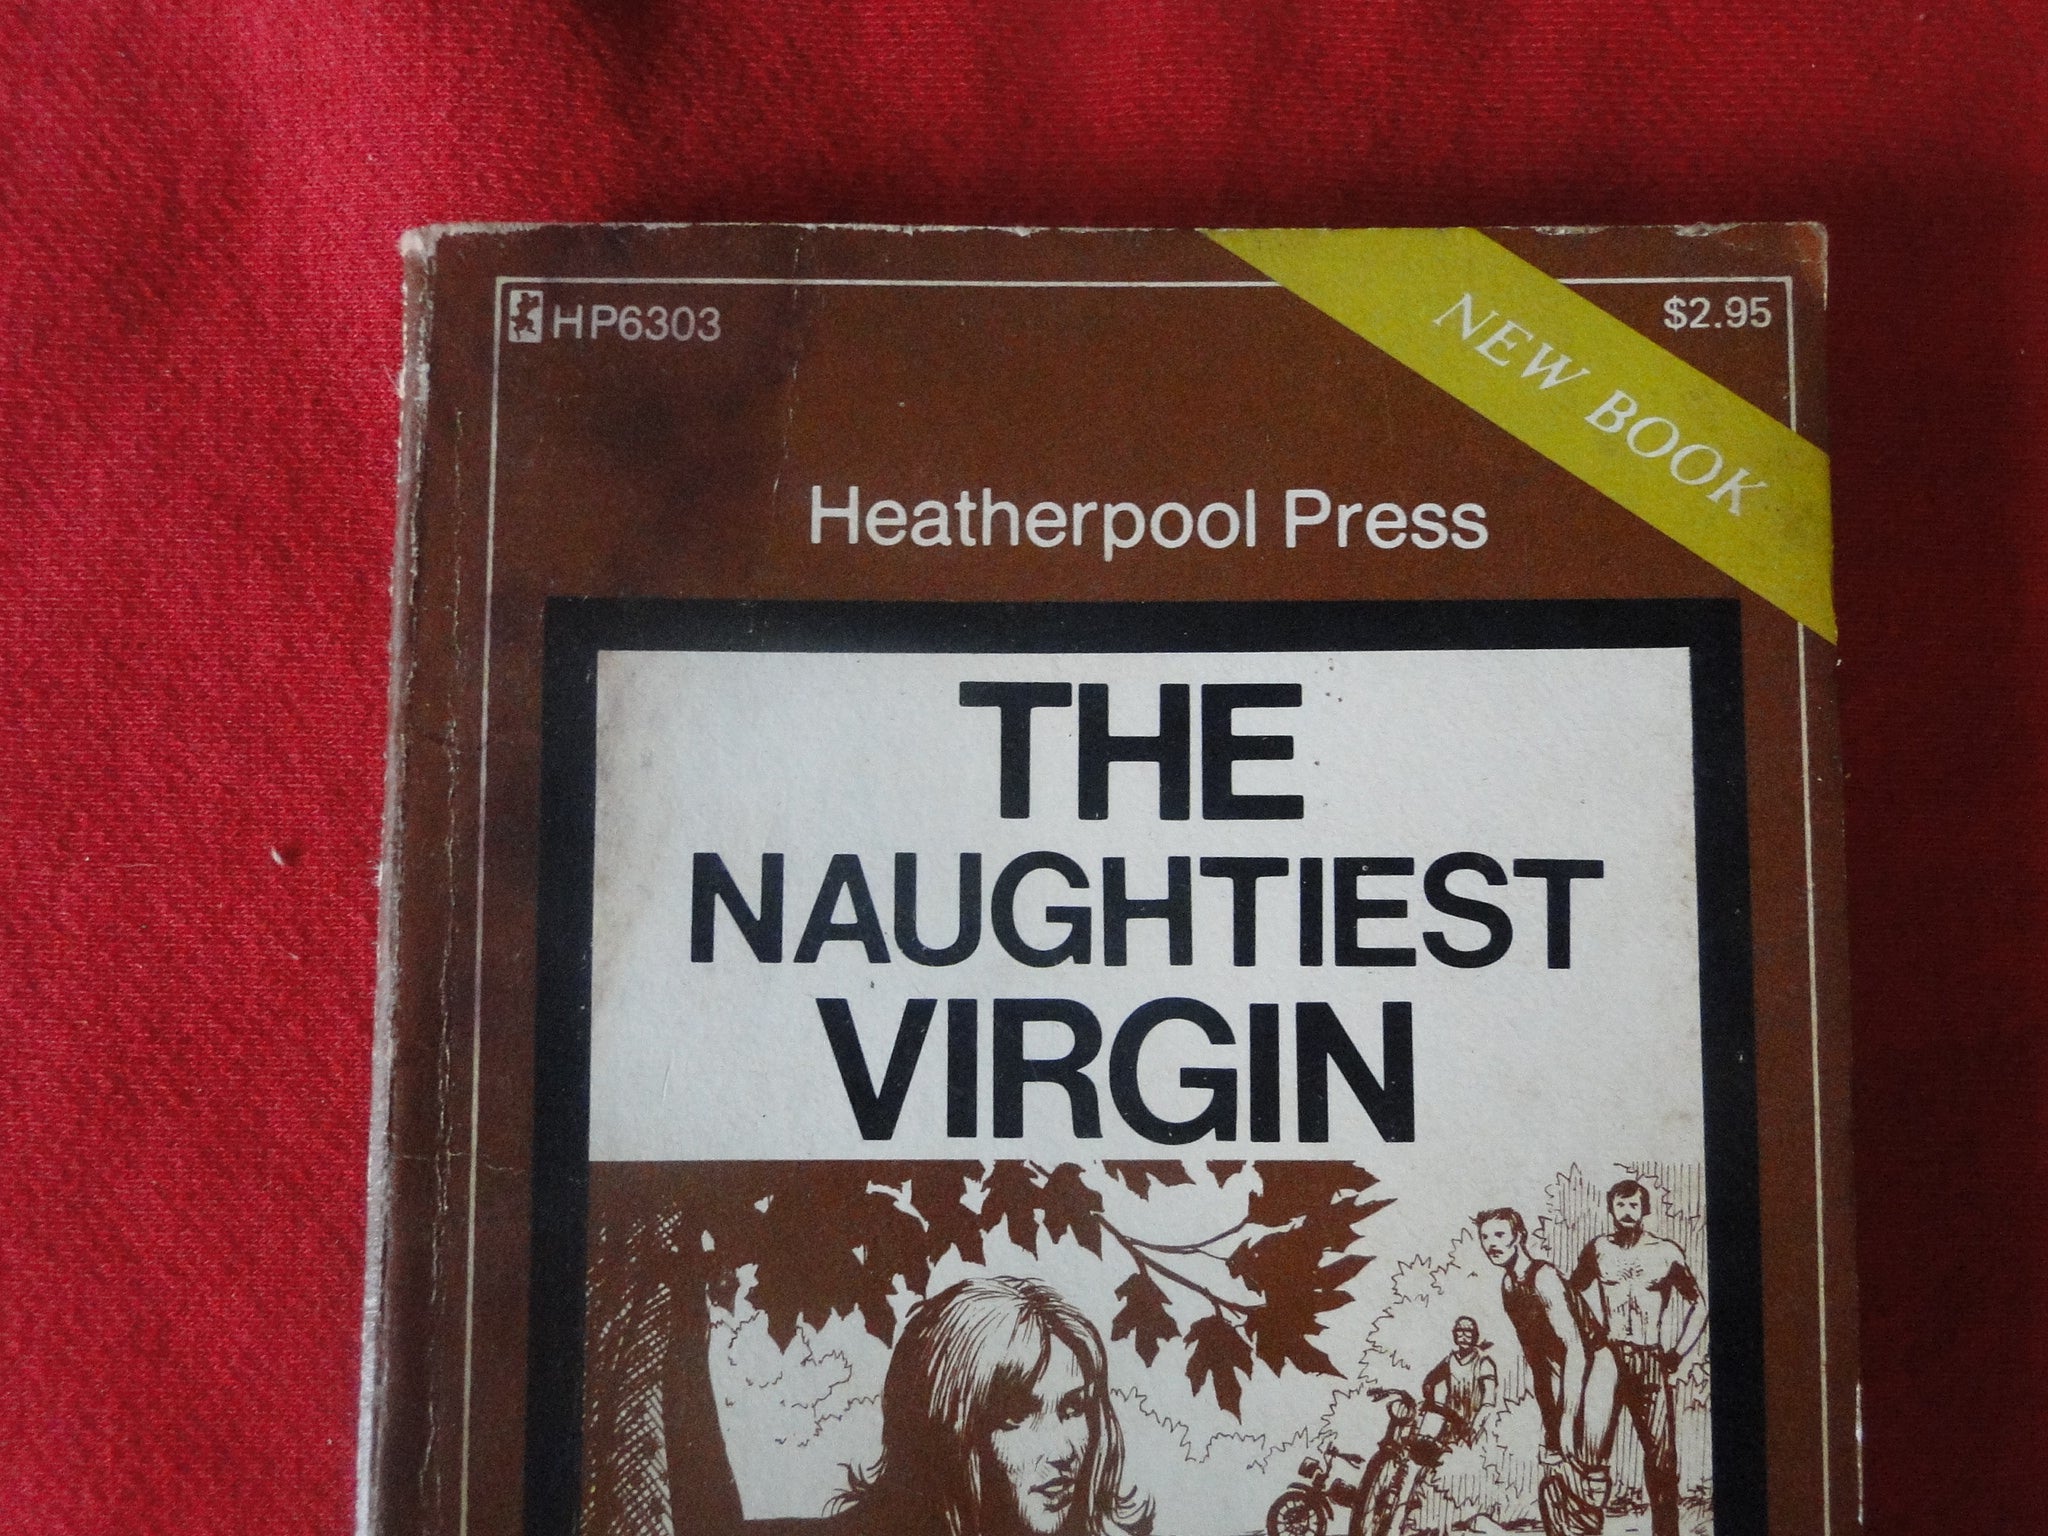 HP6303
$2.95
NEW BOOK
Heatherpool Press
THE
NAUGHTIEST
VIRGIN